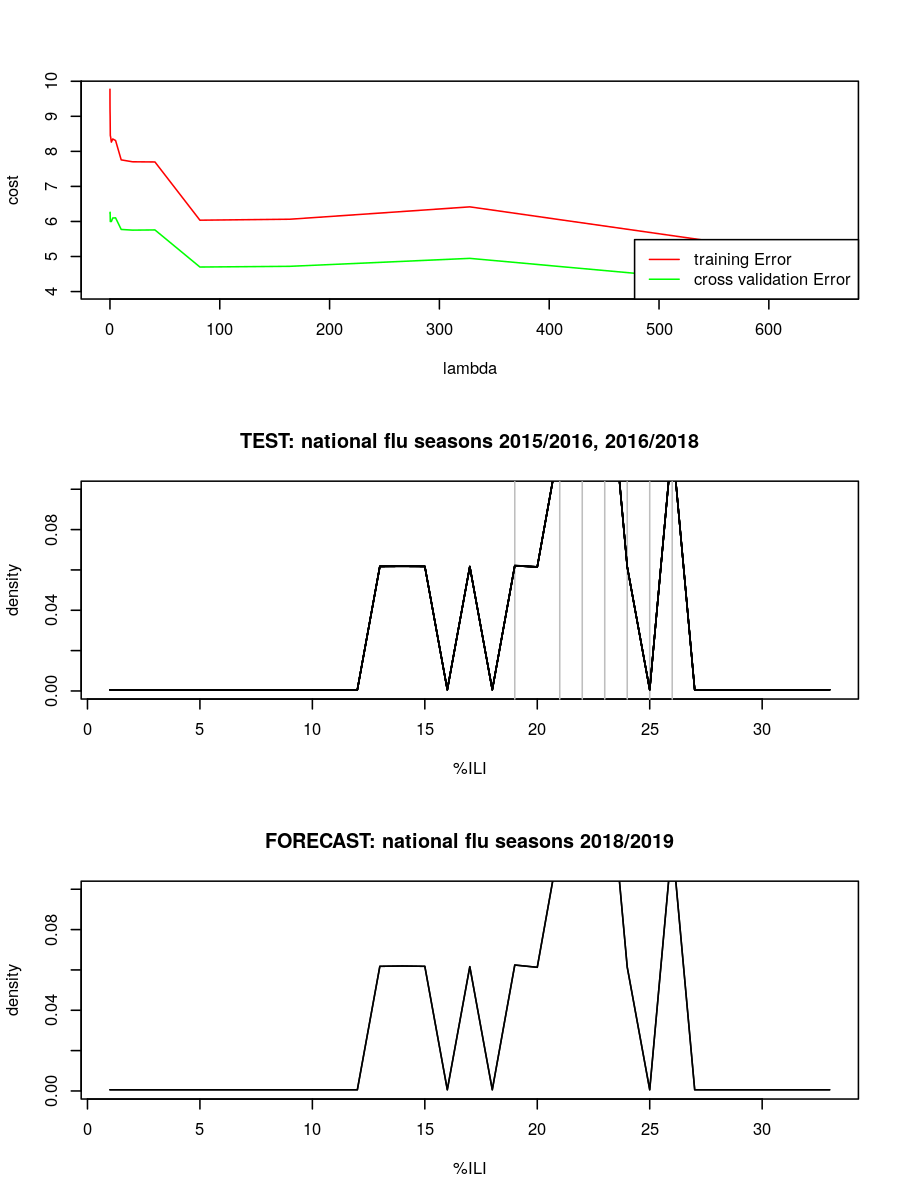 10
9
8
7
6
5
4
cost
training Error
cross validation Error
0 100 200 300 400 500 600
lambda
TEST: national flu seasons 2015/2016, 2016/2018
0.08
0.04
0.00
density
0 5 10 15 20 25 30
%ILI
FORECAST: national flu seasons 2018/2019
0.08
0.04
0.00
density
0 5 10 15 20 25 30
%ILI